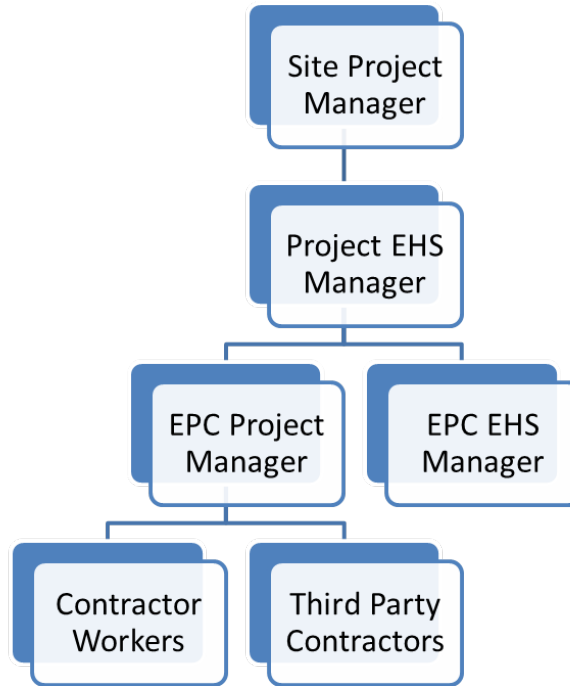 Site Project
Manager
Project EHS
Manager
EPC Project
Manager
EPC EHS
Manager
Contractor
Workers
Third Party
Contractors